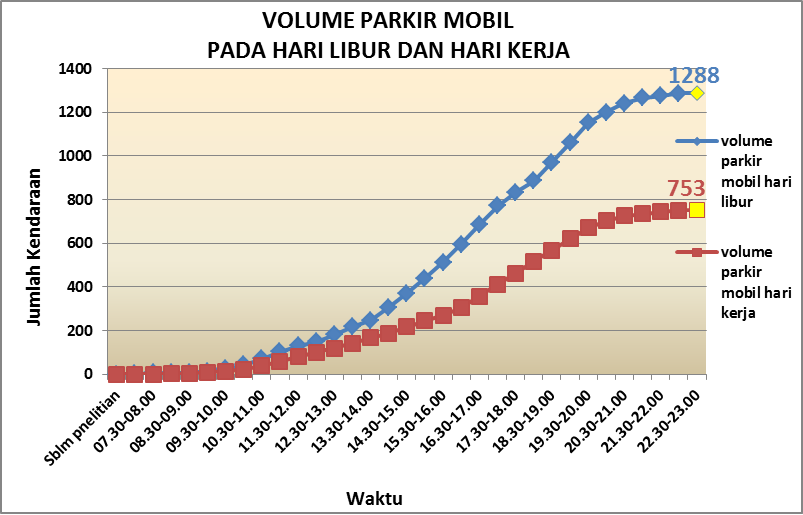 VOLUME PARKIR MOBIL
PADA HARI LIBUR DAN HARI KERJA
Jumlah Kendaraan
1400
1200
1000
800
600
400
200
0
1288
753
volume
parkir
mobil hari
libur
volume
parkir
mobil hari
kerja
Sblm pnelitian
07.30-08.00
08.30-09.00
09.30-10.00
10.30-11.00
11.30-12.00
12.30-13.00
13.30-14.00
14.30-15.00
15.30-16.00
16.30-17.00
17.30-18.00
18.30-19.00
19.30-20.00
20.30-21.00
21.30-22.00
22.30-23.00
Waktu